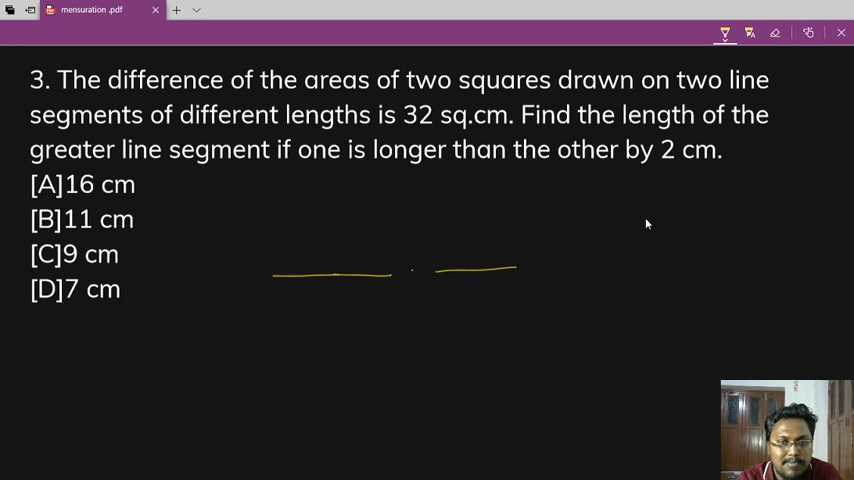 mensuration .pdf
3. The difference of the areas of two squares drawn on two line
segments of different lengths is 32 sq.cm. Find the length of the
greater line segment if one is longer than the other by 2 cm.
[A]16 cm
[B]11 cm
[C]9 cm
[D]7 cm